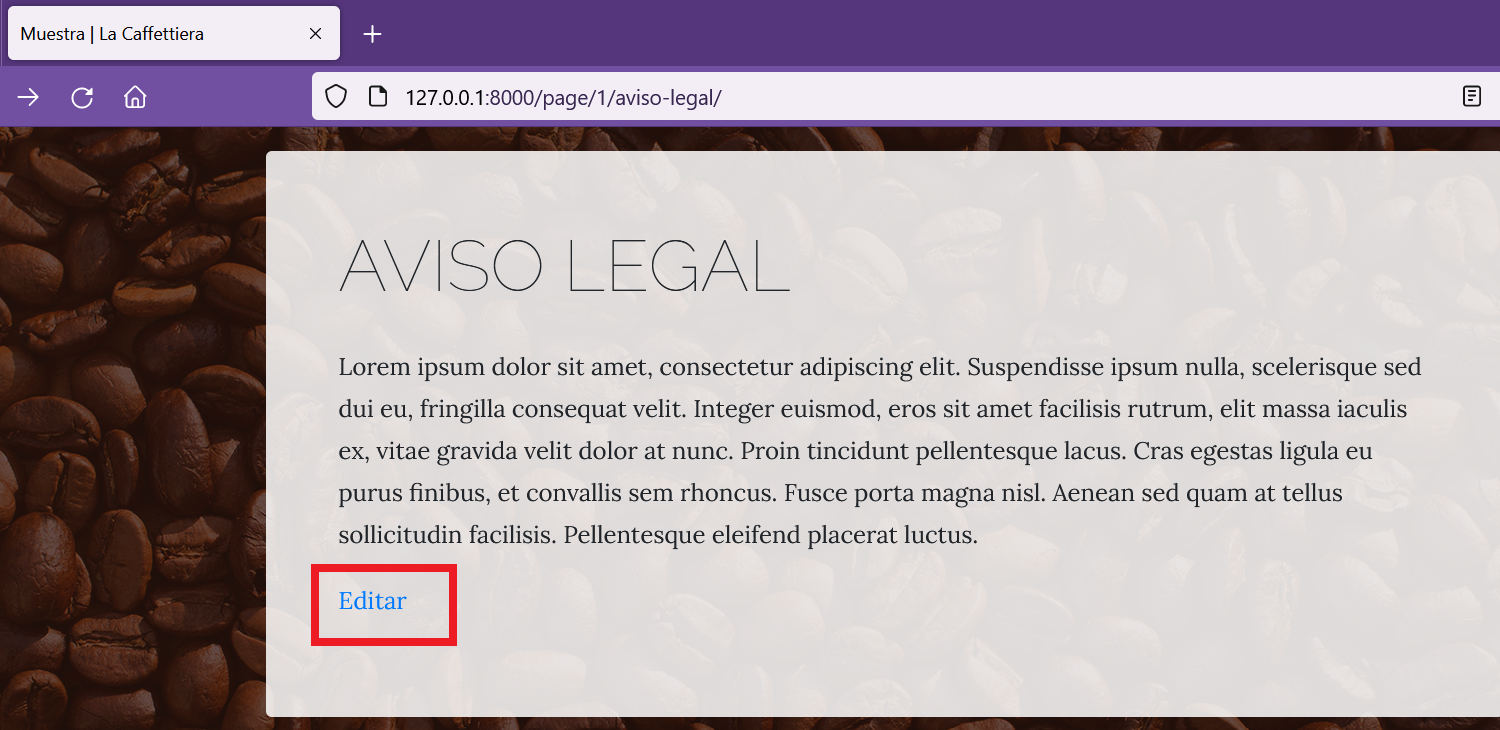 Muestra | La Caffettiera
127.0.0.1:8000/page/1/aviso-legal/
AVISO LEGAL
Lorem ipsum dolor sit amet, consectetur adipiscing elit. Suspendisse ipsum nulla, scelerisque sed
dui eu, fringilla consequat velit. Integer euismod, eros sit amet facilisis rutrum, elit massa iaculis
ex, vitae gravida velit dolor at nunc. Proin tincidunt pellentesque lacus. Cras egestas ligula eu
purus finibus, et convallis sem rhoncus. Fusce porta magna nisl. Aenean sed quam at tellus
sollicitudin facilisis. Pellentesque eleifend placerat luctus.
Editar